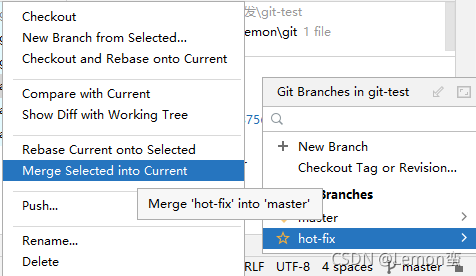 Checkout
New Branch from Selected...
Checkout and Rebase onto Current
Compare with Current
Show Diff with Working Tree
Rebase Current onto Selected
Merge Selected into Current
Push...
Rename...
Delete
发\git-test
emon\git 1 file
Git Branches in git-test
New Branch
Checkout Tag or Revision...
Branches
master
hot-fix
Merge 'hot-fix' into 'master'
RLF UTF-8 4 spaces master
CSDN @Lemon蜇